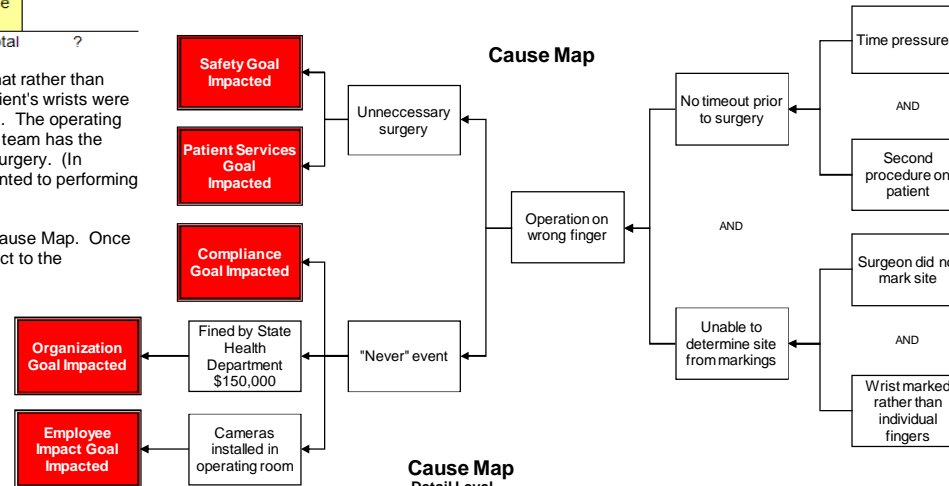 e
otal ?
at rather than
ient's wrists were
. The operating
team has the
urgery. (In
nted to performing
ause Map. Once
ct to the
Cause Map
Safety Goal
Impacted
Patient Services
Goal
Impacted
Unneccessary
surgery
Compliance
Goal Impacted
Organization
Goal Impacted
Fined by State
Health
Department
$150,000
"Never" event
Employee
Impact Goal
Impacted
Cameras
installed in
operating room
Operation on
wrong finger
No timeout prior
to surgery
AND
Unable to
determine site
from markings
Time pressure
AND
Second
procedure on
patient
Surgeon did no
mark site
AND
Wrist marked
rather than
individual
fingers
Cause Map
Detail Level